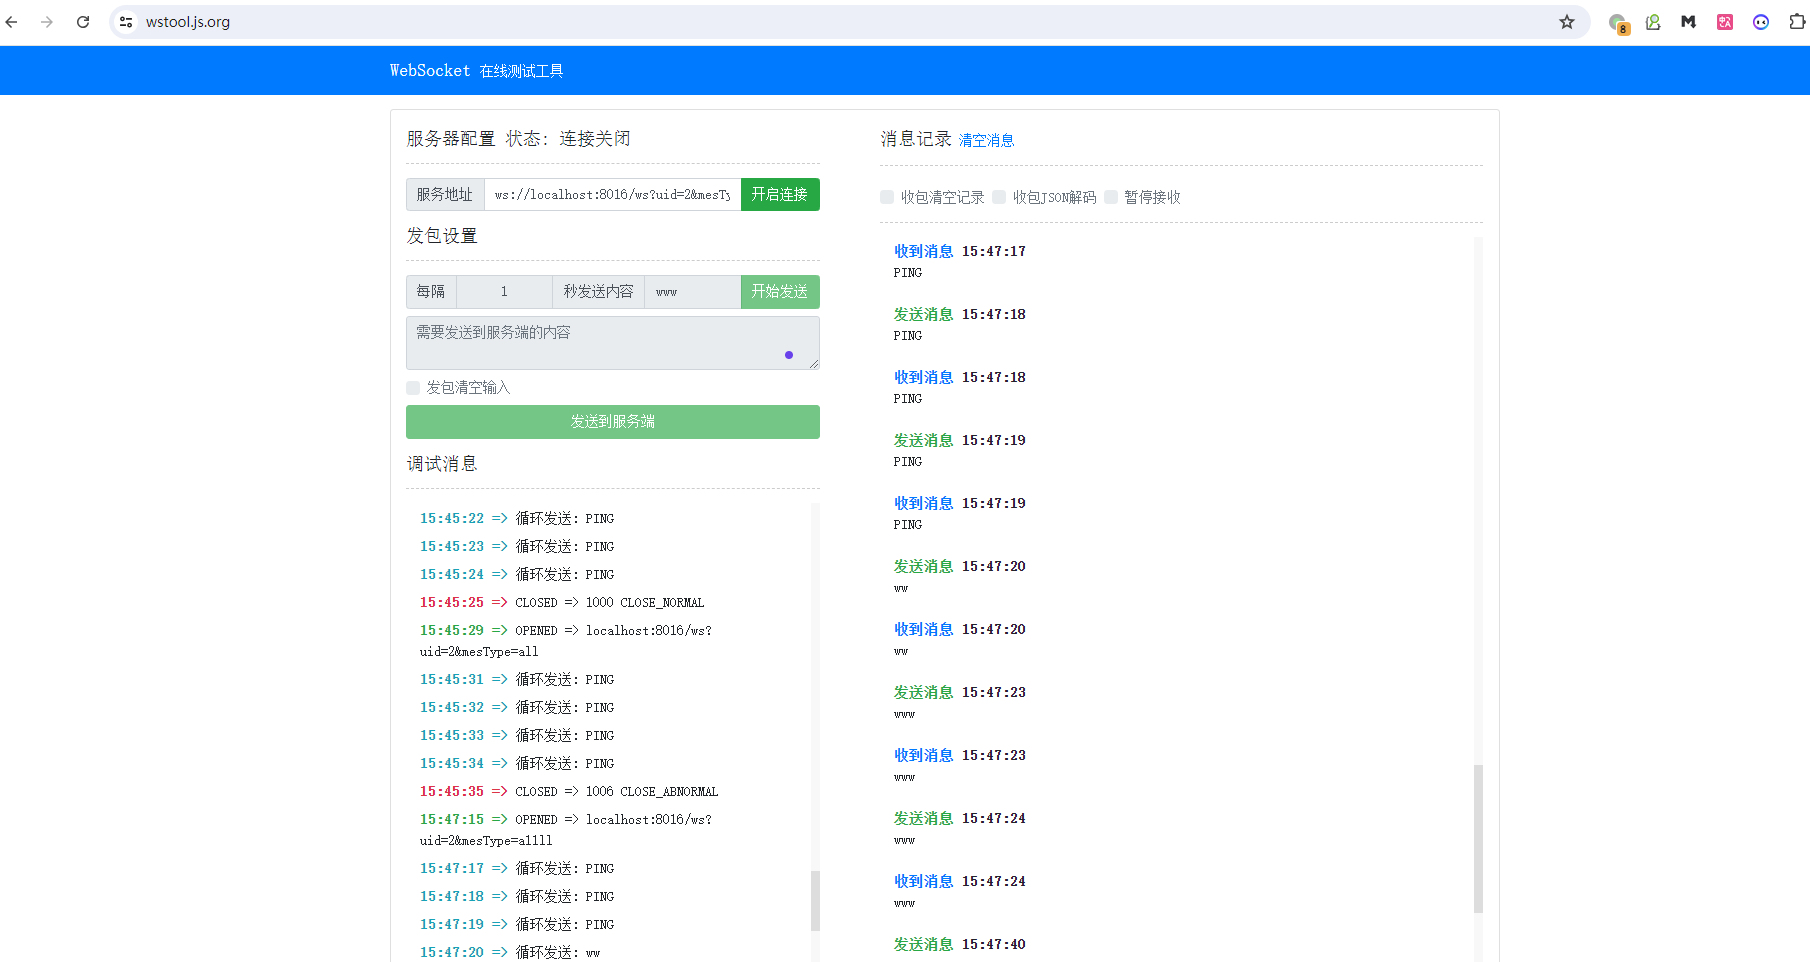 wstool.js.org
8
WebSocket 在线测试工具
服务器配置 状态: 连接关闭
服务地址 ws://localhost:8016/ws?uid=2&mesTy 开启连接
发包设置
每隔 1 秒发送内容 www 开始发送
需要发送到服务端的内容
发包清空输入
发送到服务端
调试消息
15:45:22 => 循环发送: PING
15:45:23 => 循环发送: PING
15:45:24 => 循环发送: PING
15:45:25 => CLOSED => 1000 CLOSE_NORMAL
15:45:29 => OPENED => localhost:8016/ws?
uid=2&mesType=all
15:45:31 => 循环发送: PING
15:45:32 => 循环发送: PING
15:45:33 => 循环发送: PING
15:45:34 => 循环发送: PING
15:45:35 => CLOSED => 1006 CLOSE_ABNORMAL
15:47:15 => OPENED => localhost:8016/ws?
uid=2&mesType=allll
15:47:17 => 循环发送: PING
15:47:18 => 循环发送: PING
15:47:19 => 循环发送: PING
15:47:20 => 循环发送: ww
消息记录 清空消息
收包清空记录 收包JSON解码 暂停接收
收到消息 15:47:17
PING
发送消息 15:47:18
PING
收到消息 15:47:18
PING
发送消息 15:47:19
PING
收到消息 15:47:19
PING
发送消息 15:47:20
ww
收到消息 15:47:20
ww
发送消息 15:47:23
www
收到消息 15:47:23
www
发送消息 15:47:24
www
收到消息 15:47:24
www
发送消息 15:47:40